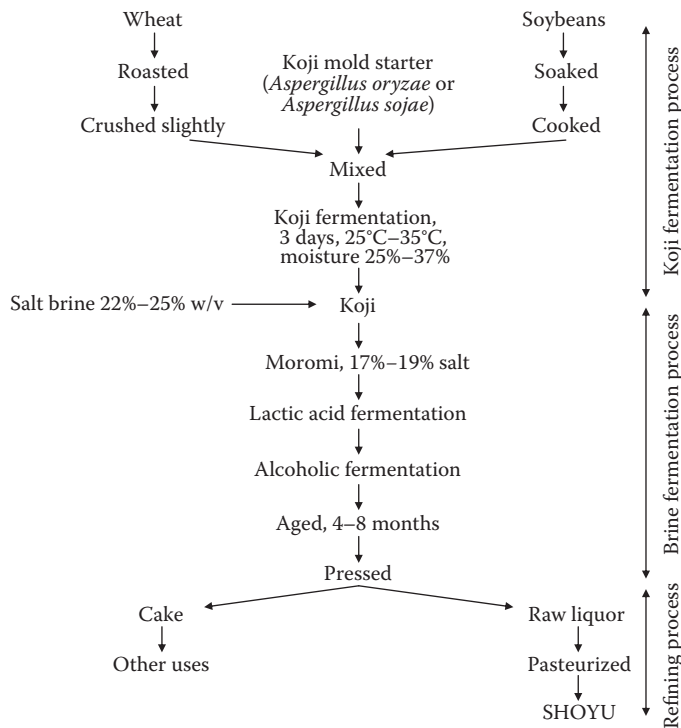 Wheat
Soybeans
Roasted
Koji mold starter
(Aspergillus oryzae or
Aspergillus sojae)
Soaked
Crushed slightly
Cooked
Mixed
Koji fermentation,
3 days, 25°C–35°C,
moisture 25%–37%
Salt brine 22%–25% w/v
Koji
Moromi, 17%–19% salt
Lactic acid fermentation
Alcoholic fermentation
Aged, 4–8 months
Pressed
Cake
Raw liquor
Other uses
Pasteurized
SHOYU
Koji fermentation process
Brine fermentation process
Refining process